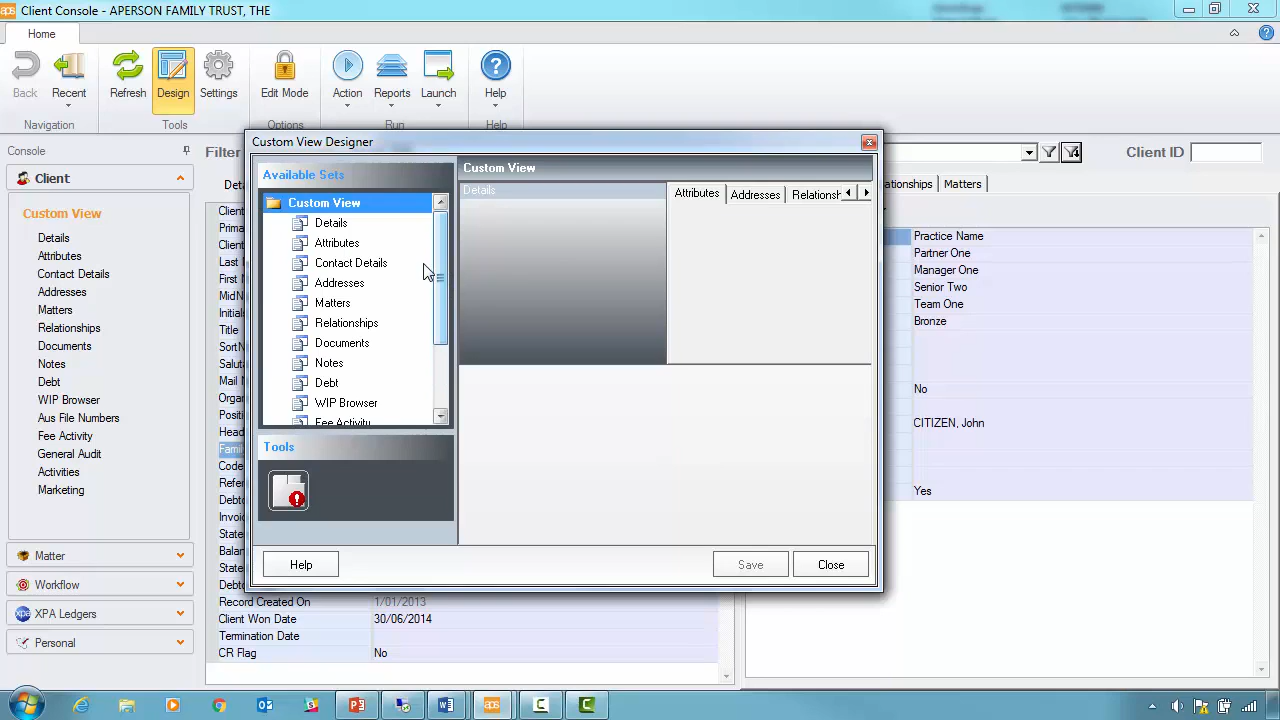 aps Client Console - APERSON FAMILY TRUST, THE
Home
Back Recent Refresh Design Settings Edit Mode Action Reports Launch Help
Navigation Tools Options Run Help
Console
Client
Custom View
Details
Attributes
Contact Details
Addresses
Matters
Relationships
Documents
Notes
Debt
WIP Browser
Aus File Numbers
Fee Activity
General Audit
Activities
Marketing
Matter
Workflow
xpa XPA Ledgers
Personal
Filter
Client ID
Matters
Custom View Designer
Available Sets
Custom View
Details
Attributes
Contact Details
Addresses
Matters
Relationships
Documents
Notes
Debt
WIP Browser
Fee Activity
Tools
Custom View
Details
Attributes Addresses
Help Save Close
Title
Practice Name
Partner One
Manager One
Senior Two
Team One
Bronze
No
CITIZEN, John
Yes
Record Created On 1/01/2013
Client Won Date 30/06/2014
Termination Date
CR Flag No
aps